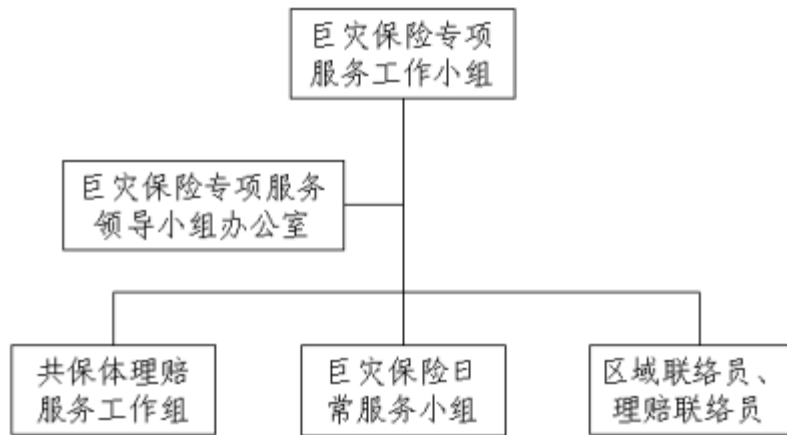 巨灾保险专项
服务工作小组
巨灾保险专项服务
领导小组办公室
共保体理赔
服务工作组
巨灾保险日
常服务小组
区域联络员、
理赔联络员